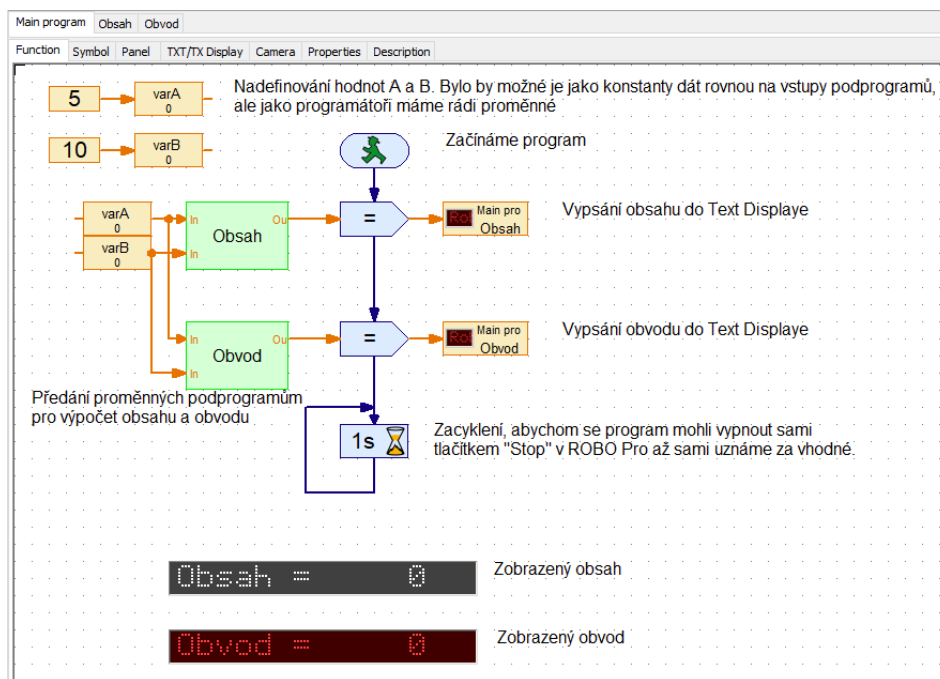 Main program Obsah Obvod
Function Symbol Panel TXT/TX Display Camera Properties Description
5
varA
0
Nadefinování hodnot A a B. Bylo by možné je jako konstanty dát rovnou na vstupy podprogramů,
ale jako programátoři máme rádi proměnné
10
varB
0
Začínáme program
varA
0
varB
0
In
In
Ou
Obsah
=
Main pro
Obsah
Vypsání obsahu do Text Displaye
In
In
Ou
Obvod
=
Main pro
Obvod
Vypsání obvodu do Text Displaye
Předání proměnných podprogramům
pro výpočet obsahu a obvodu
1s
Zacyklení, abychom se program mohli vypnout sami
tlačítkem "Stop" v ROBO Pro až sami uznáme za vhodné.
Obsah = 0
Zobrazený obsah
Obvod = 0
Zobrazený obvod